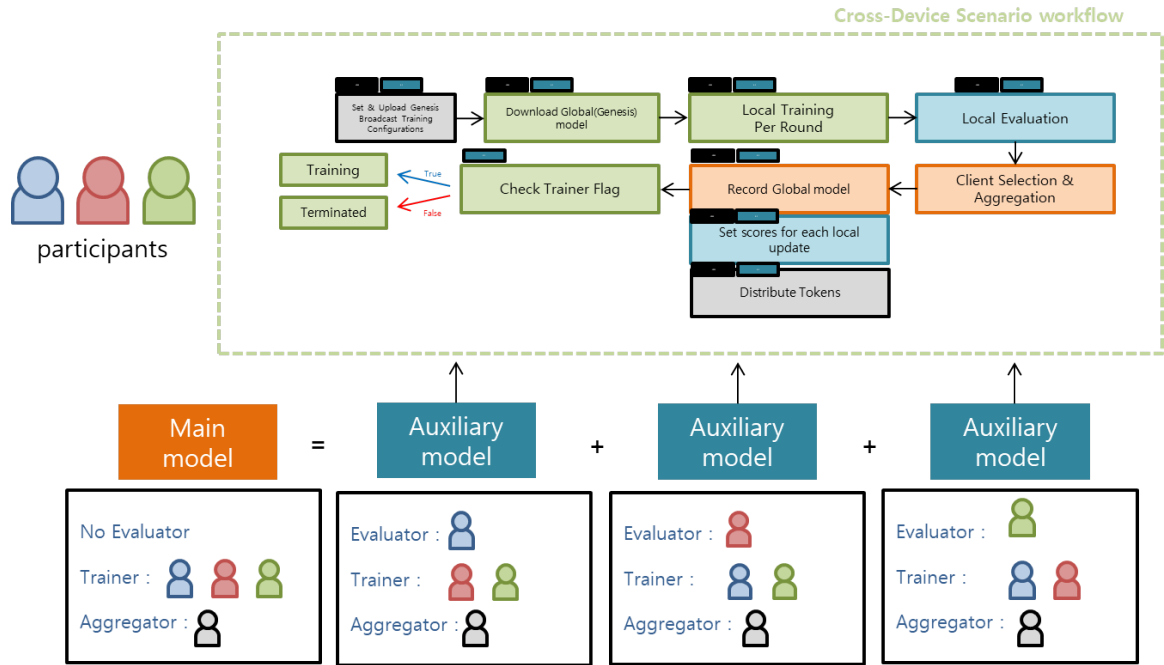 Cross-Device Scenario workflow
Set & Upload Genesis
Broadcast Training
Configurations
Download Global(Genesis)
model
Local Training
Per Round
Local Evaluation
Training
Terminated
True
False
Check Trainer Flag
Record Global model
Client Selection &
Aggregation
Set scores for each local
update
Distribute Tokens
participants
Main
model
=
Auxiliary
model
+
Auxiliary
model
+
Auxiliary
model
No Evaluator
Trainer :
Aggregator :
Evaluator :
Trainer :
Aggregator :
Evaluator :
Trainer :
Aggregator :
Evaluator :
Trainer :
Aggregator :